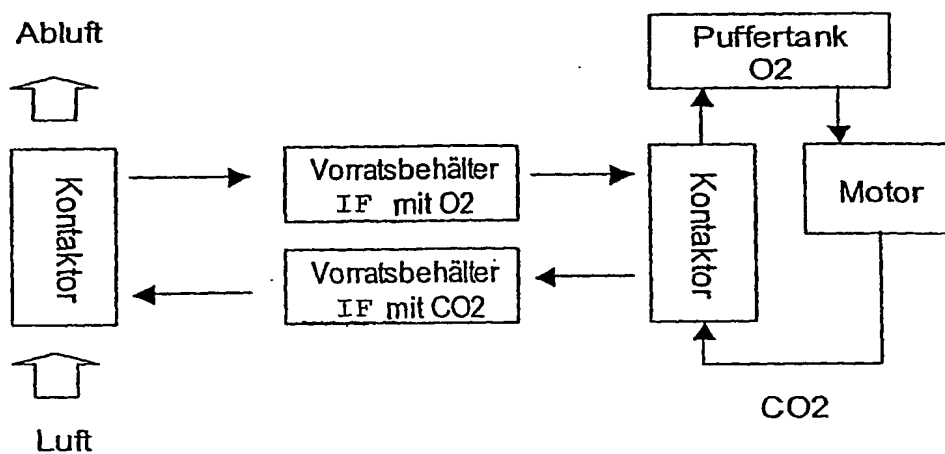 Abluft
Puffertank
O2
Kontaktor
Vorratsbehälter
IF mit O2
Kontaktor
Motor
Vorratsbehälter
IF mit CO2
CO2
Luft